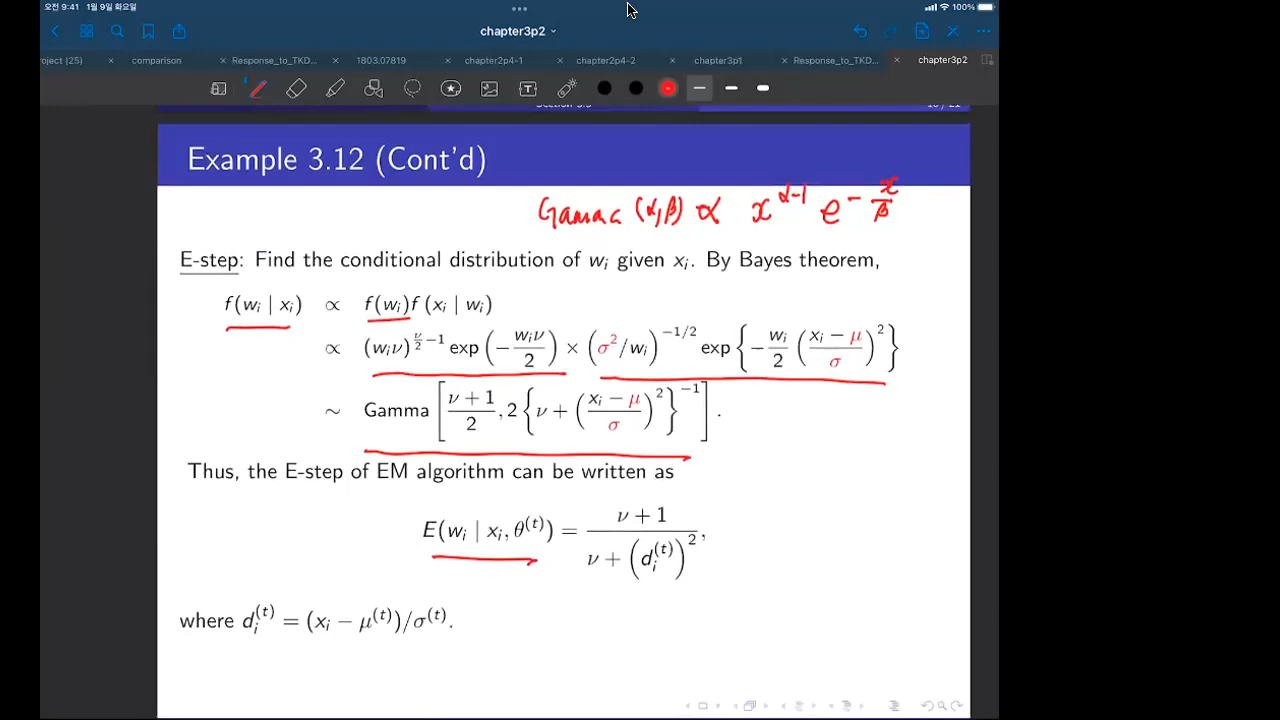 오전 9:41 1월 9일 화요일
100%
chapter3p2
roject (25)
comparison
Response_to_TKD...
1803.07819
chapter2p4-1
chapter2p4-2
chapter3p1
Response_to_TKD...
chapter3p2
Example 3.12 (Cont'd)
Gamma (α,β) ∝ x^{α-1} e^{-x/β}
E-step: Find the conditional distribution of w_i given x_i. By Bayes theorem,
f(w_i | x_i) ∝ f(w_i)f(x_i | w_i)
∝ (w_iν)^{ν/2 −1} exp(−w_iν/2) × (σ²/w_i)^{−1/2} exp{−w_i/2 ((x_i − μ)/σ)²}
∼ Gamma [(ν + 1)/2, 2{ν + ((x_i − μ)/σ)²}^{−1}].
Thus, the E-step of EM algorithm can be written as
E(w_i | x_i, θ^{(t)}) = (ν + 1)/(ν + (d_i^{(t)})²),
where d_i^{(t)} = (x_i − μ^{(t)})/σ^{(t)}.